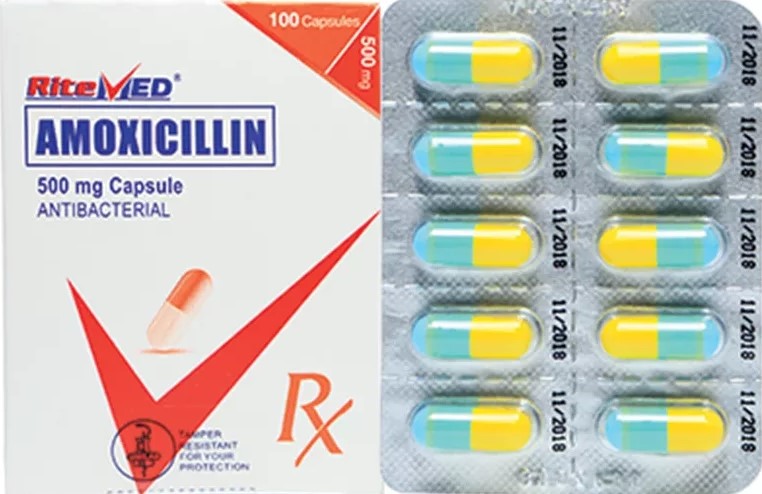 100 Capsules
500 mg
RiteMED®
AMOXICILLIN
500 mg Capsule
ANTIBACTERIAL
Rx
TAMPER
RESISTANT
FOR YOUR
PROTECTION
11/2018
11/2018
11/2018
11/2018
11/2018
11/2018
11/2018
11/2018
11/2018
11/2018